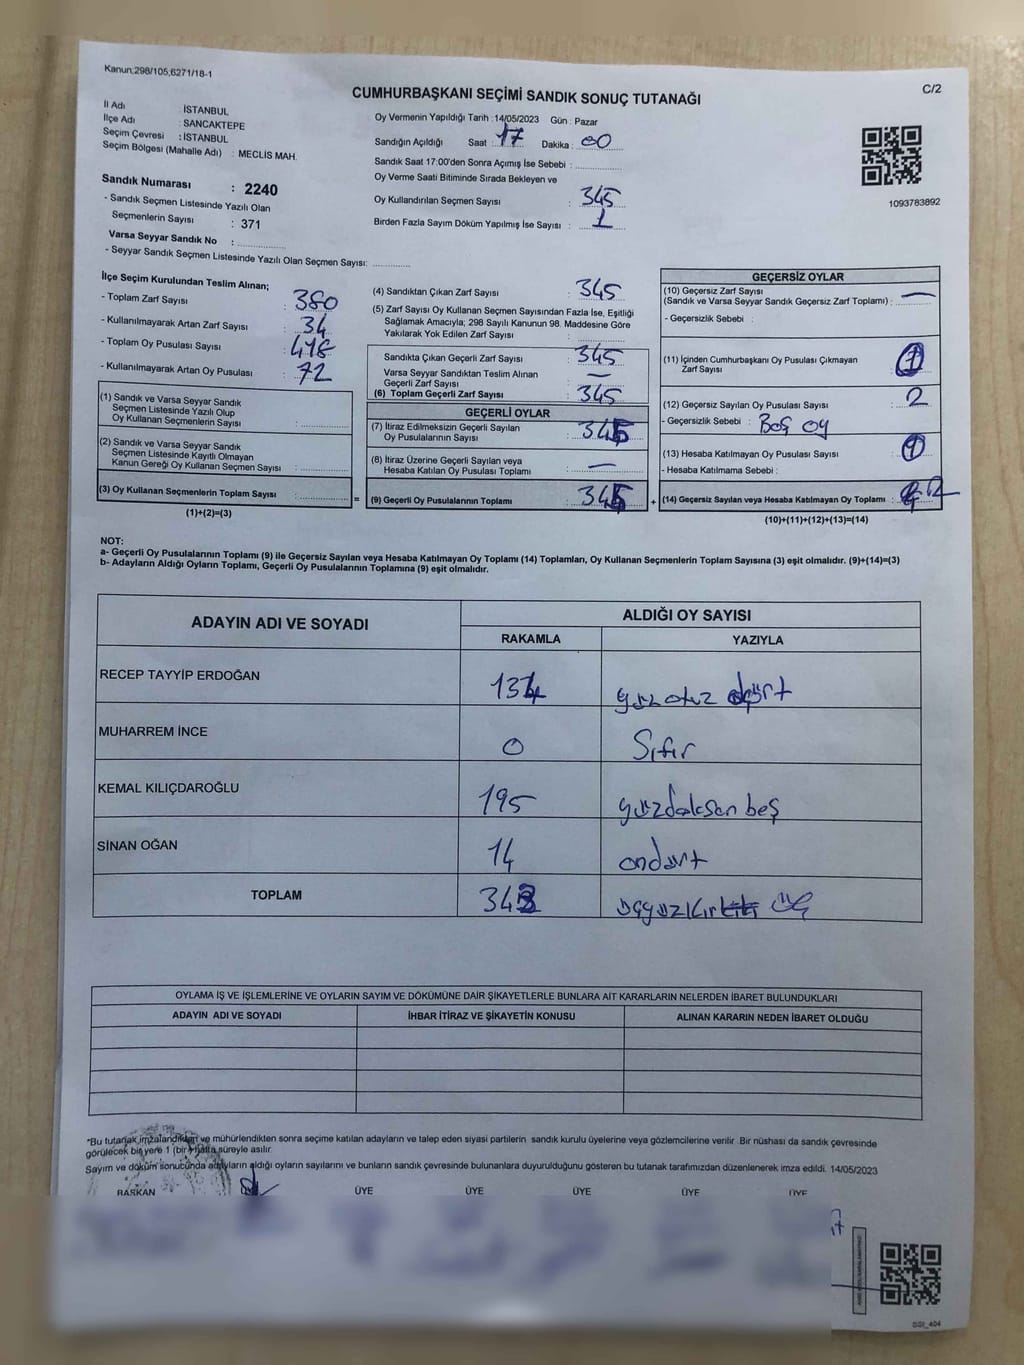 Kanun;298/105,6271/18-1
C/2
CUMHURBAŞKANI SEÇİMİ SANDIK SONUÇ TUTANAĞI
İl Adı : İSTANBUL
İlçe Adı : SANCAKTEPE
Seçim Çevresi : İSTANBUL
Seçim Bölgesi (Mahalle Adı) : MECLİS MAH.
Sandık Numarası : 2240
- Sandık Seçmen Listesinde Yazılı Olan
Seçmenlerin Sayısı : 371
Varsa Seyyar Sandık No :
- Seyyar Sandık Seçmen Listesinde Yazılı Olan Seçmen Sayısı:
Oy Vermenin Yapıldığı Tarih :14/05/2023 Gün : Pazar
Sandığın Açıldığı Saat : 17 Dakika : 00
Sandık Saat 17:00'den Sonra Açımış İse Sebebi :
Oy Verme Saati Bitiminde Sırada Bekleyen ve
Oy Kullandırılan Seçmen Sayısı : 345
Birden Fazla Sayım Döküm Yapılmış İse Sayısı : 1
1093783892
İlçe Seçim Kurulundan Teslim Alınan;
- Toplam Zarf Sayısı : 380
- Kullanılmayarak Artan Zarf Sayısı : 34
- Toplam Oy Pusulası Sayısı : 418
- Kullanılmayarak Artan Oy Pusulası : 72
(1) Sandık ve Varsa Seyyar Sandık
Seçmen Listesinde Yazılı Olup
Oy Kullanan Seçmenlerin Sayısı :
(2) Sandık ve Varsa Seyyar Sandık
Seçmen Listesinde Kayıtlı Olmayan
Kanun Gereği Oy Kullanan Seçmen Sayısı :
(3) Oy Kullanan Seçmenlerin Toplam Sayısı : =
(1)+(2)=(3)
(4) Sandıktan Çıkan Zarf Sayısı : 345
(5) Zarf Sayısı Oy Kullanan Seçmen Sayısından Fazla İse, Eşitliği
Sağlamak Amacıyla; 298 Sayılı Kanunun 98. Maddesine Göre
Yakılarak Yok Edilen Zarf Sayısı :
Sandıkta Çıkan Geçerli Zarf Sayısı : 345
Varsa Seyyar Sandıktan Teslim Alınan
Geçerli Zarf Sayısı : —
(6) Toplam Geçerli Zarf Sayısı : 345
GEÇERLİ OYLAR
(7) İtiraz Edilmeksizin Geçerli Sayılan
Oy Pusulalarının Sayısı :
(8) İtiraz Üzerine Geçerli Sayılan veya
Hesaba Katılan Oy Pusulası Toplamı : —
(9) Geçerli Oy Pusulalarının Toplamı : +
GEÇERSİZ OYLAR
(10) Geçersiz Zarf Sayısı : —
(Sandık ve Varsa Seyyar Sandık Geçersiz Zarf Toplamı) :
- Geçersizlik Sebebi :
(11) İçinden Cumhurbaşkanı Oy Pusulası Çıkmayan
Zarf Sayısı :
(12) Geçersiz Sayılan Oy Pusulası Sayısı : 2
- Geçersizlik Sebebi : Boş oy
(13) Hesaba Katılmayan Oy Pusulası Sayısı :
- Hesaba Katılmama Sebebi :
(14) Geçersiz Sayılan veya Hesaba Katılmayan Oy Toplamı : 2
(10)+(11)+(12)+(13)=(14)
NOT:
a- Geçerli Oy Pusulalarının Toplamı (9) ile Geçersiz Sayılan veya Hesaba Katılmayan Oy Toplamı (14) Toplamları, Oy Kullanan Seçmenlerin Toplam Sayısına (3) eşit olmalıdır. (9)+(14)=(3)
b- Adayların Aldığı Oyların Toplamı, Geçerli Oy Pusulalarının Toplamına (9) eşit olmalıdır.
ADAYIN ADI VE SOYADI
ALDIĞI OY SAYISI
RAKAMLA YAZIYLA
RECEP TAYYİP ERDOĞAN 134 yüz otuz dört
MUHARREM İNCE 0 Sıfır
KEMAL KILIÇDAROĞLU 195 yüzdoksan beş
SİNAN OĞAN 14 ondört
TOPLAM 343 üçyüzkırk üç
OYLAMA İŞ VE İŞLEMLERİNE VE OYLARIN SAYIM VE DÖKÜMÜNE DAİR ŞİKAYETLERLE BUNLARA AİT KARARLARIN NELERDEN İBARET BULUNDUKLARI
ADAYIN ADI VE SOYADI İHBAR İTİRAZ VE ŞİKAYETİN KONUSU ALINAN KARARIN NEDEN İBARET OLDUĞU
*Bu tutanak imzalandıktan ve mühürlendikten sonra seçime katılan adayların ve talep eden siyasi partilerin sandık kurulu üyelerine veya gözlemcilerine verilir. Bir nüshası da sandık çevresinde
görülecek bir yere 1 (bir) hafta süreyle asılır.
Sayım ve döküm sonucunda adayların aldığı oyların sayılarını ve bunların sandık çevresinde bulunanlara duyurulduğunu gösteren bu tutanak tarafımızdan düzenlenerek imza edildi. 14/05/2023
BAŞKAN ÜYE ÜYE ÜYE ÜYE ÜYE
SSI_404